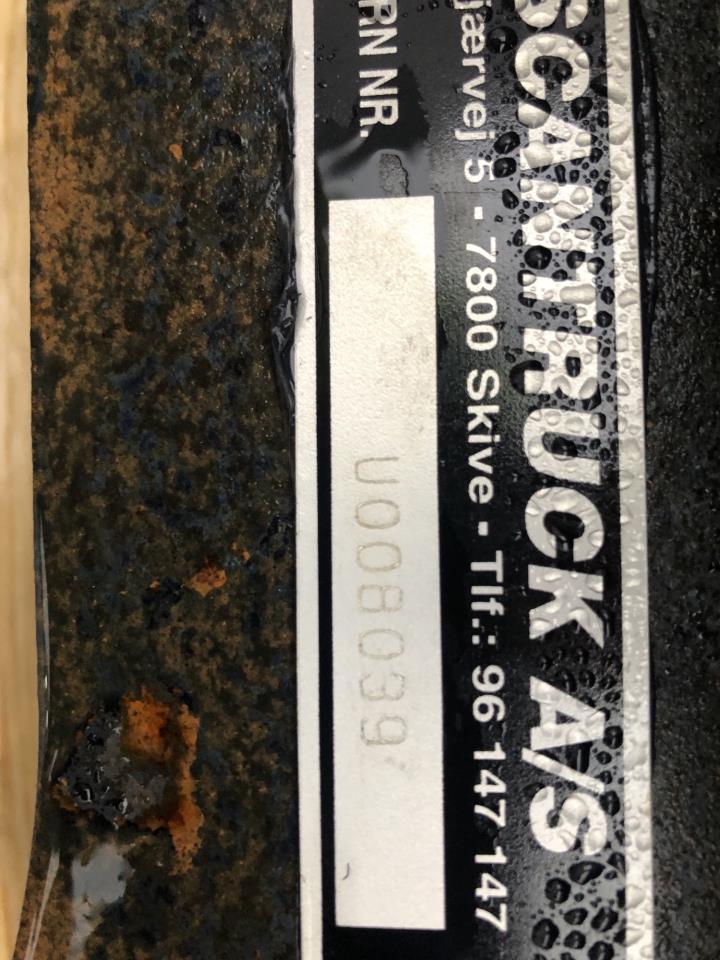 SCANTRUCK A/S
jærvej 5 - 7800 Skive - Tlf.: 96 147 147
RN NR. U008039